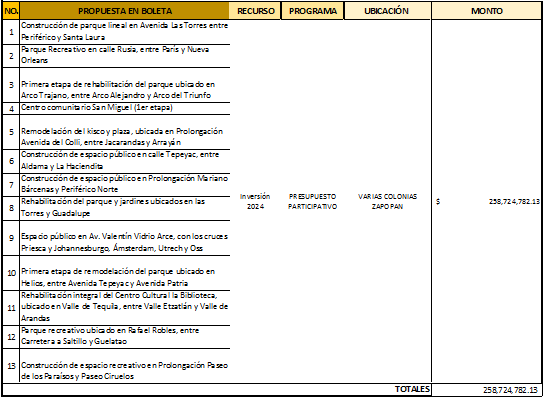 NO. PROPUESTA EN BOLETA RECURSO PROGRAMA UBICACIÓN MONTO
1 Construcción de parque lineal en Avenida Las Torres entre
Periférico y Santa Laura
2 Parque Recreativo en calle Rusia, entre París y Nueva
Orleans
3 Primera etapa de rehabilitación del parque ubicado en
Arco Trajano, entre Arco Alejandro y Arco del Triunfo
4 Centro comunitario San Miguel (1er etapa)
5 Remodelación del kisco y plaza, ubicada en Prolongación
Avenida del Colli, entre Jacarandas y Arrayán
6 Construcción de espacio público en calle Tepeyac, entre
Aldama y La Haciendita
7 Construcción de espacio público en Prolongación Mariano
Bárcenas y Periférico Norte
8 Rehabilitación del parque y jardines ubicados en las
Torres y Guadalupe
9 Espacio público en Av. Valentín Vidrio Arce, con los cruces
Priesca y Johannesburgo, Ámsterdam, Utrech y Oss
10 Primera etapa de remodelación del parque ubicado en
Helios, entre Avenida Tepeyac y Avenida Patria
11 Rehabilitación integral del Centro Cultural la Biblioteca,
ubicado en Valle de Tequila, entre Valle Etzatlán y Valle de
Arandas
12 Parque recreativo ubicado en Rafael Robles, entre
Carretera a Saltillo y Guelatao
13 Construcción de espacio recreativo en Prolongación Paseo
de los Paraísos y Paseo Ciruelos
Inversión
2024
PRESUPUESTO
PARTICIPATIVO
VARIAS COLONIAS
ZAPOPAN
$ 258,724,782.13
TOTALES 258,724,782.13